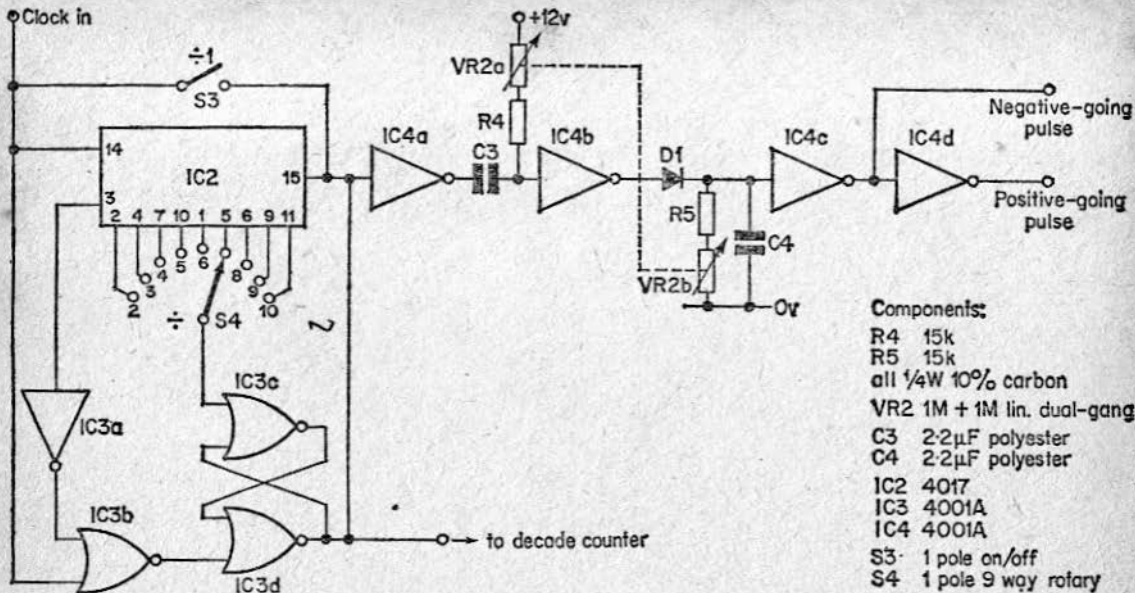 Clock in
÷1
S3
14
IC2
15
3
2 4 7 10 1 5 6 9 11
2
3
4
5
6
8
9
10
÷
S4
2
IC3a
IC3b
IC3c
IC3d
to decade counter
IC4a
C3
+12v
VR2a
R4
IC4b
D1
R5
VR2b
C4
0v
IC4c
IC4d
Negative-going
pulse
Positive-going
pulse
Components:
R4 15k
R5 15k
all 1/4W 10% carbon
VR2 1M + 1M lin. dual-gang
C3 2·2µF polyester
C4 2·2µF polyester
IC2 4017
IC3 4001A
IC4 4001A
S3 1 pole on/off
S4 1 pole 9 way rotary